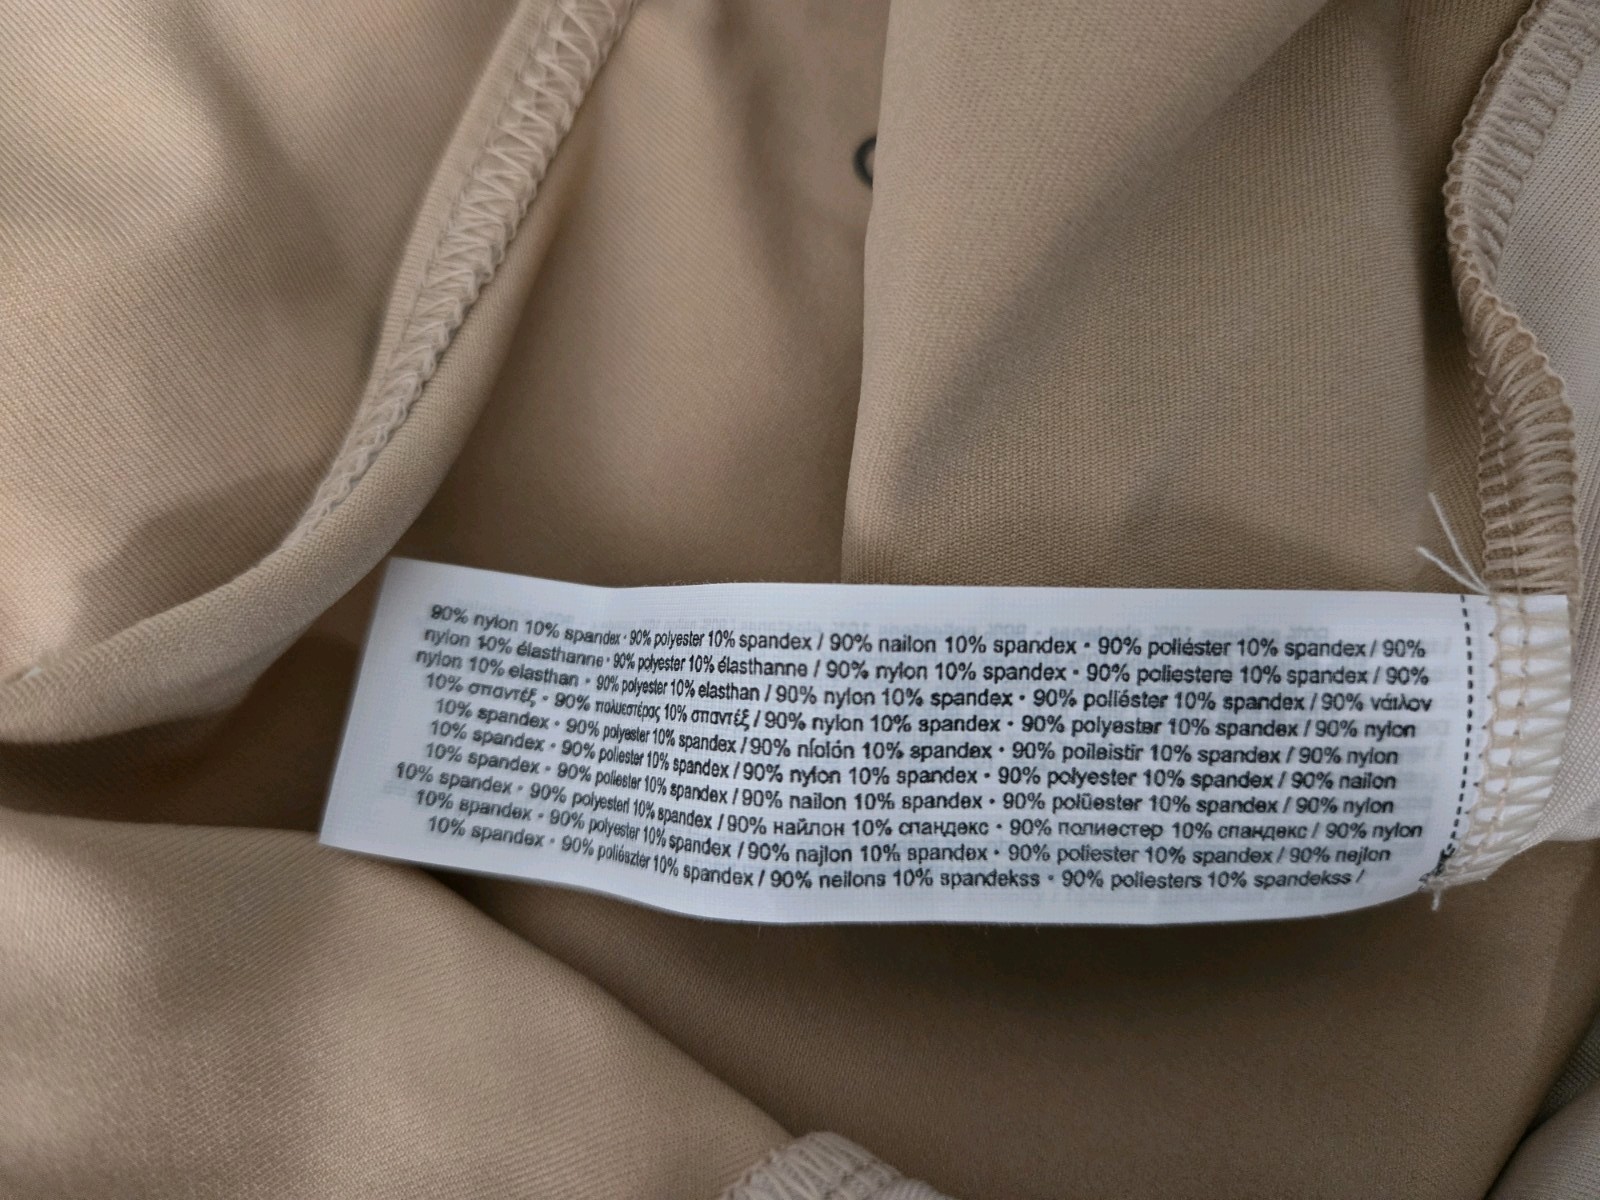 90% nylon 10% spandex · 90% polyester 10% spandex / 90% nailon 10% spandex · 90% poliéster 10% spandex / 90%
nylon 10% élasthanne · 90% polyester 10% élasthanne / 90% nylon 10% spandex · 90% poliestere 10% spandex / 90%
nylon 10% elasthan · 90% polyester 10% elasthan / 90% nylon 10% spandex · 90% poliéster 10% spandex / 90% νάιλον
10% σπαντέξ · 90% πολυεστέρας 10% σπαντέξ / 90% nylon 10% spandex · 90% polyester 10% spandex / 90% nylon
10% spandex · 90% polyester 10% spandex / 90% níolón 10% spandex · 90% poileistir 10% spandex / 90% nylon
10% spandex · 90% poliester 10% spandex / 90% nylon 10% spandex · 90% polyester 10% spandex / 90% nailon
10% spandex · 90% poliester 10% spandex / 90% nailon 10% spandex · 90% polüester 10% spandex / 90% nylon
10% spandex · 90% polyesteri 10% spandex / 90% найлон 10% спандекс · 90% полиестер 10% спандекс / 90% nylon
10% spandex · 90% polyester 10% spandex / 90% najlon 10% spandex · 90% poliester 10% spandex / 90% nejlon
10% spandex · 90% poliészter 10% spandex / 90% neilons 10% spandekss · 90% poliesters 10% spandekss /